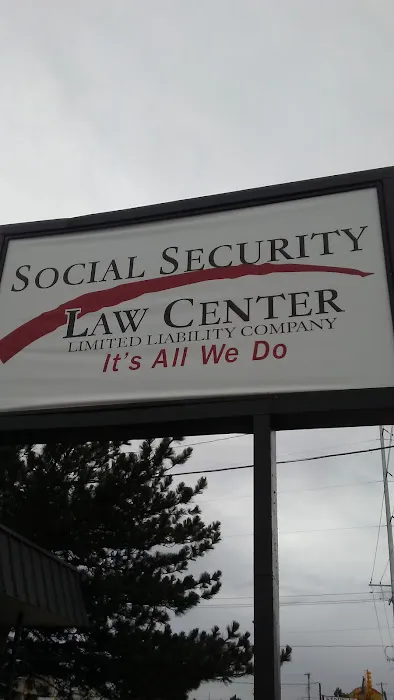 SOCIAL SECURITY
LAW CENTER
LIMITED LIABILITY COMPANY
It's All We Do